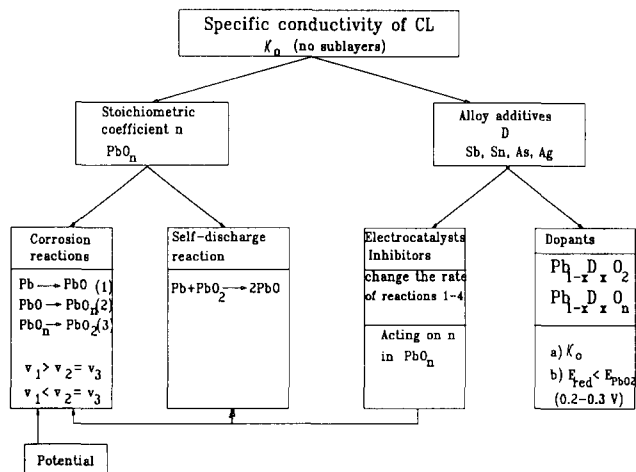 Specific conductivity of CL
K₀ (no sublayers)
Stoichiometric
coefficient n
PbOₙ
Alloy additives
D
Sb, Sn, As, Ag
Corrosion
reactions
Pb → PbO (1)
PbO → PbOₙ(2)
PbOₙ → PbO₂(3)
v₁ > v₂ = v₃
v₁ < v₂ = v₃
Self-discharge
reaction
Pb+PbO₂ → 2PbO
Electrocatalysts
Inhibitors
change the rate
of reactions 1-4
Acting on n
in PbOₙ
Dopants
Pb₁₋ₓDₓO₂
Pb₁₋ₓDₓOₙ
a) K₀
b) E_red < E_PbO2
(0.2-0.3 V)
Potential